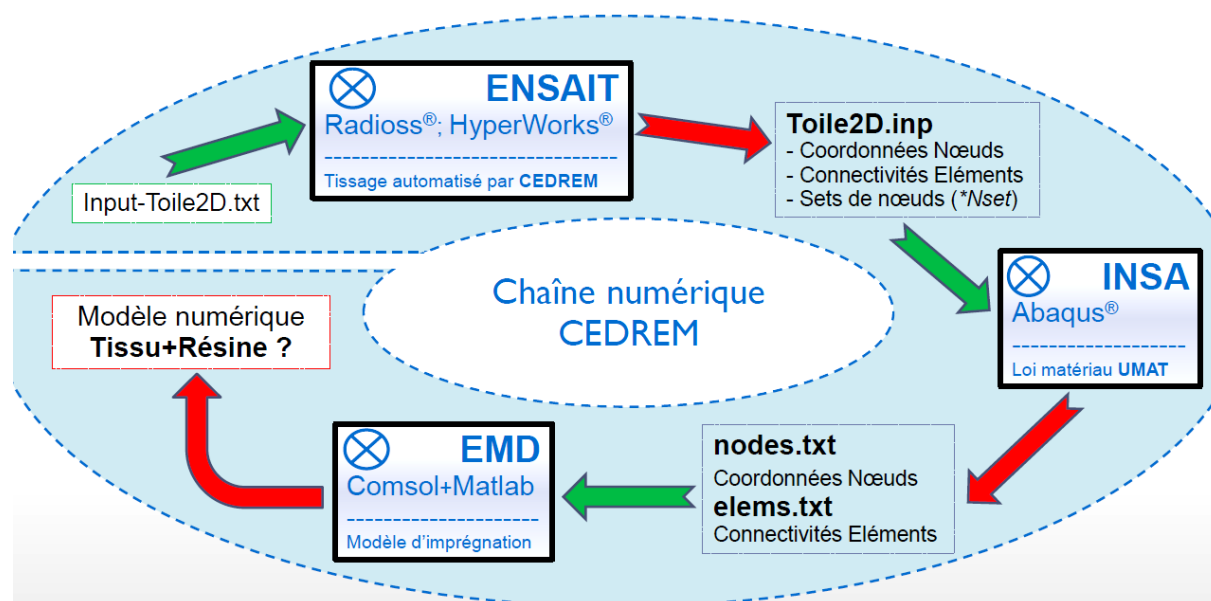 ENSAIT
Radioss®; HyperWorks®
Tissage automatisé par CEDREM
Input-Toile2D.txt
Toile2D.inp
- Coordonnées Nœuds
- Connectivités Eléments
- Sets de nœuds (*Nset)
INSA
Abaqus®
Loi matériau UMAT
Chaîne numérique
CEDREM
Modèle numérique
Tissu+Résine ?
EMD
Comsol+Matlab
Modèle d'imprégnation
nodes.txt
Coordonnées Nœuds
elems.txt
Connectivités Eléments